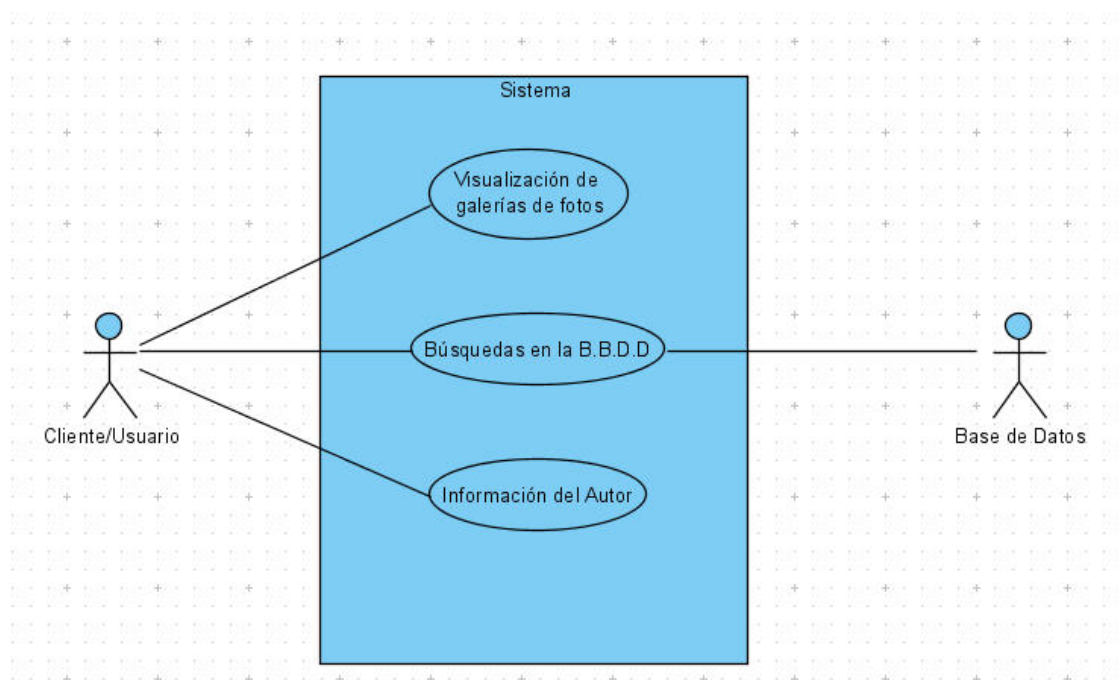 Sistema
Visualización de
galerías de fotos
Búsquedas en la B.B.D.D
Cliente/Usuario
Base de Datos
Información del Autor